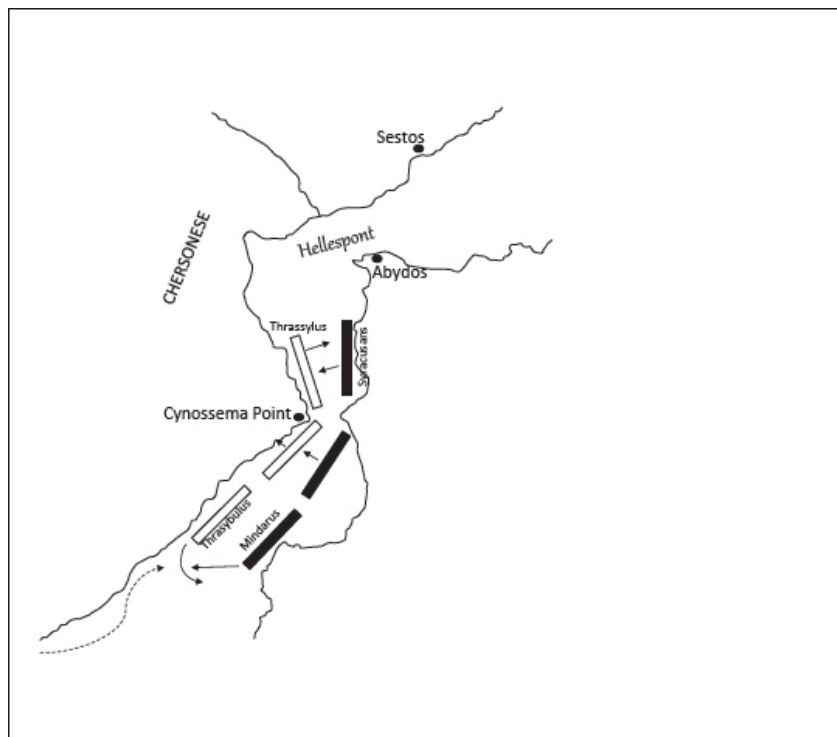 Sestos
Hellespont
CHERSONESE
Abydos
Thrassylus
Syracusans
Cynossema Point
Thrasybulus
Mindarus